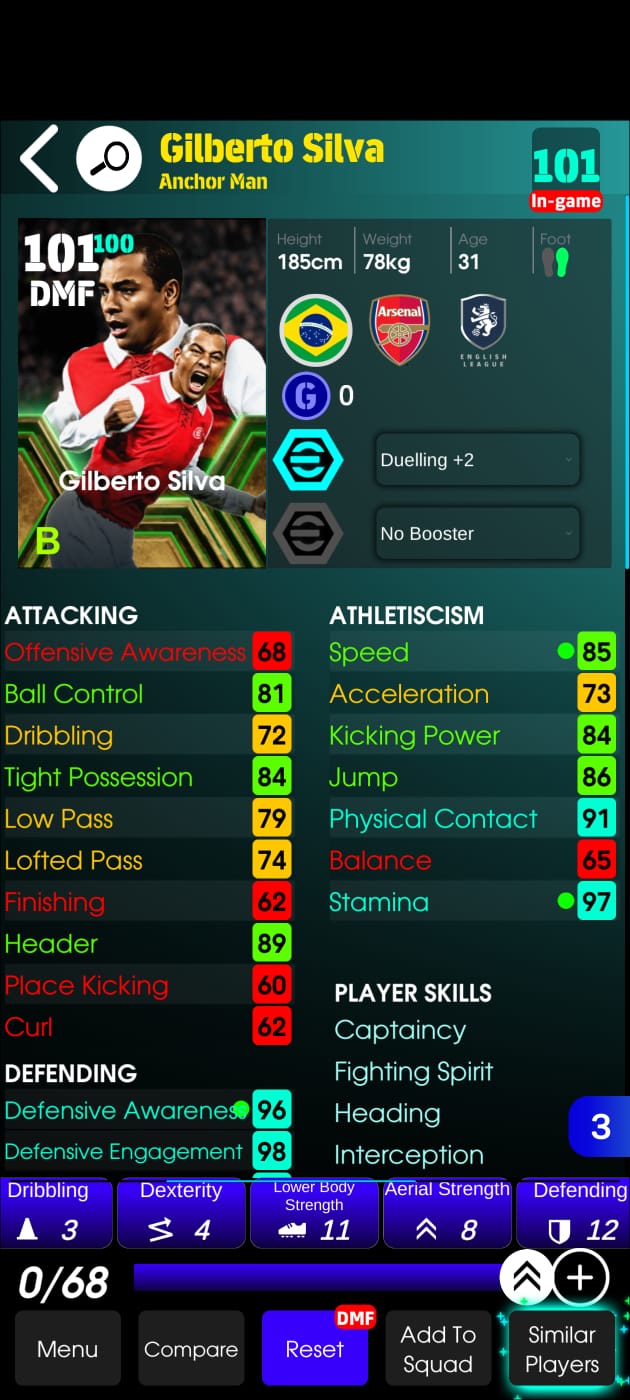 Gilberto Silva
Anchor Man
101
In-game
101 100
DMF
Gilberto Silva
B
Height
185cm
Weight
78kg
Age
31
Foot
Arsenal
ENGLISH
LEAGUE
G 0
Duelling +2
No Booster
ATTACKING
Offensive Awareness 68
Ball Control 81
Dribbling 72
Tight Possession 84
Low Pass 79
Lofted Pass 74
Finishing 62
Header 89
Place Kicking 60
Curl 62
DEFENDING
Defensive Awareness 96
Defensive Engagement 98
ATHLETISCISM
Speed 85
Acceleration 73
Kicking Power 84
Jump 86
Physical Contact 91
Balance 65
Stamina 97
PLAYER SKILLS
Captaincy
Fighting Spirit
Heading
Interception
3
Dribbling
3
Dexterity
4
Lower Body
Strength
11
Aerial Strength
8
Defending
12
0/68
Menu
Compare
Reset
DMF
Add To
Squad
Similar
Players